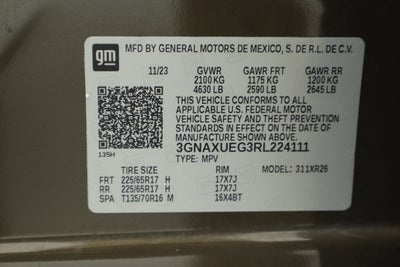 gm
MFD BY GENERAL MOTORS DE MEXICO, S. DE R.L. DE C.V.
11/23 GVWR GAWR FRT GAWR RR
2100 KG 1175 KG 1200 KG
4630 LB 2590 LB 2645 LB
THIS VEHICLE CONFORMS TO ALL
APPLICABLE U.S. FEDERAL MOTOR
VEHICLE SAFETY AND THEFT PREVENTION
STANDARDS IN EFFECT ON THE DATE OF
MANUFACTURE SHOWN ABOVE.
135H
3GNAXUEG3RL224111
TYPE: MPV
TIRE SIZE RIM MODEL: 311XR26
FRT 225/65R17 H 17X7J
RR 225/65R17 H 17X7J
SPA T135/70R16 M 16X4BT